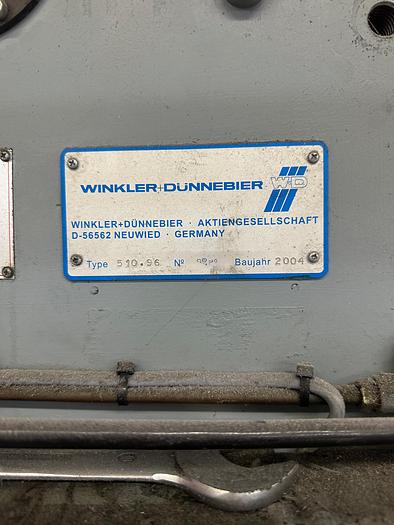 WINKLER+DÜNNEBIER W+D
WINKLER+DÜNNEBIER · AKTIENGESELLSCHAFT
D-56562 NEUWIED · GERMANY
Type 510.96 Nº Baujahr 2004